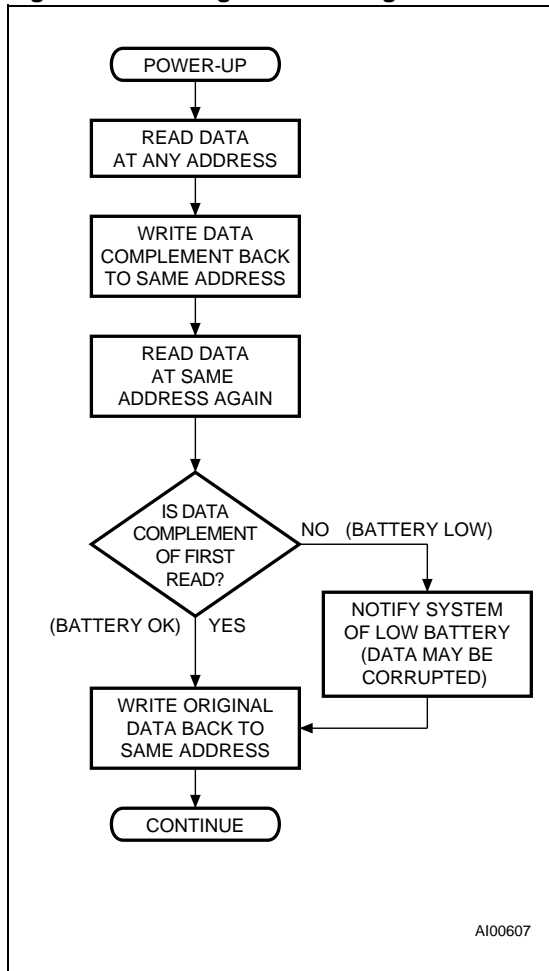 POWER-UP
READ DATA
AT ANY ADDRESS
WRITE DATA
COMPLEMENT BACK
TO SAME ADDRESS
READ DATA
AT SAME
ADDRESS AGAIN
IS DATA
COMPLEMENT
OF FIRST
READ?
NO (BATTERY LOW)
(BATTERY OK) YES
NOTIFY SYSTEM
OF LOW BATTERY
(DATA MAY BE
CORRUPTED)
WRITE ORIGINAL
DATA BACK TO
SAME ADDRESS
CONTINUE
AI00607